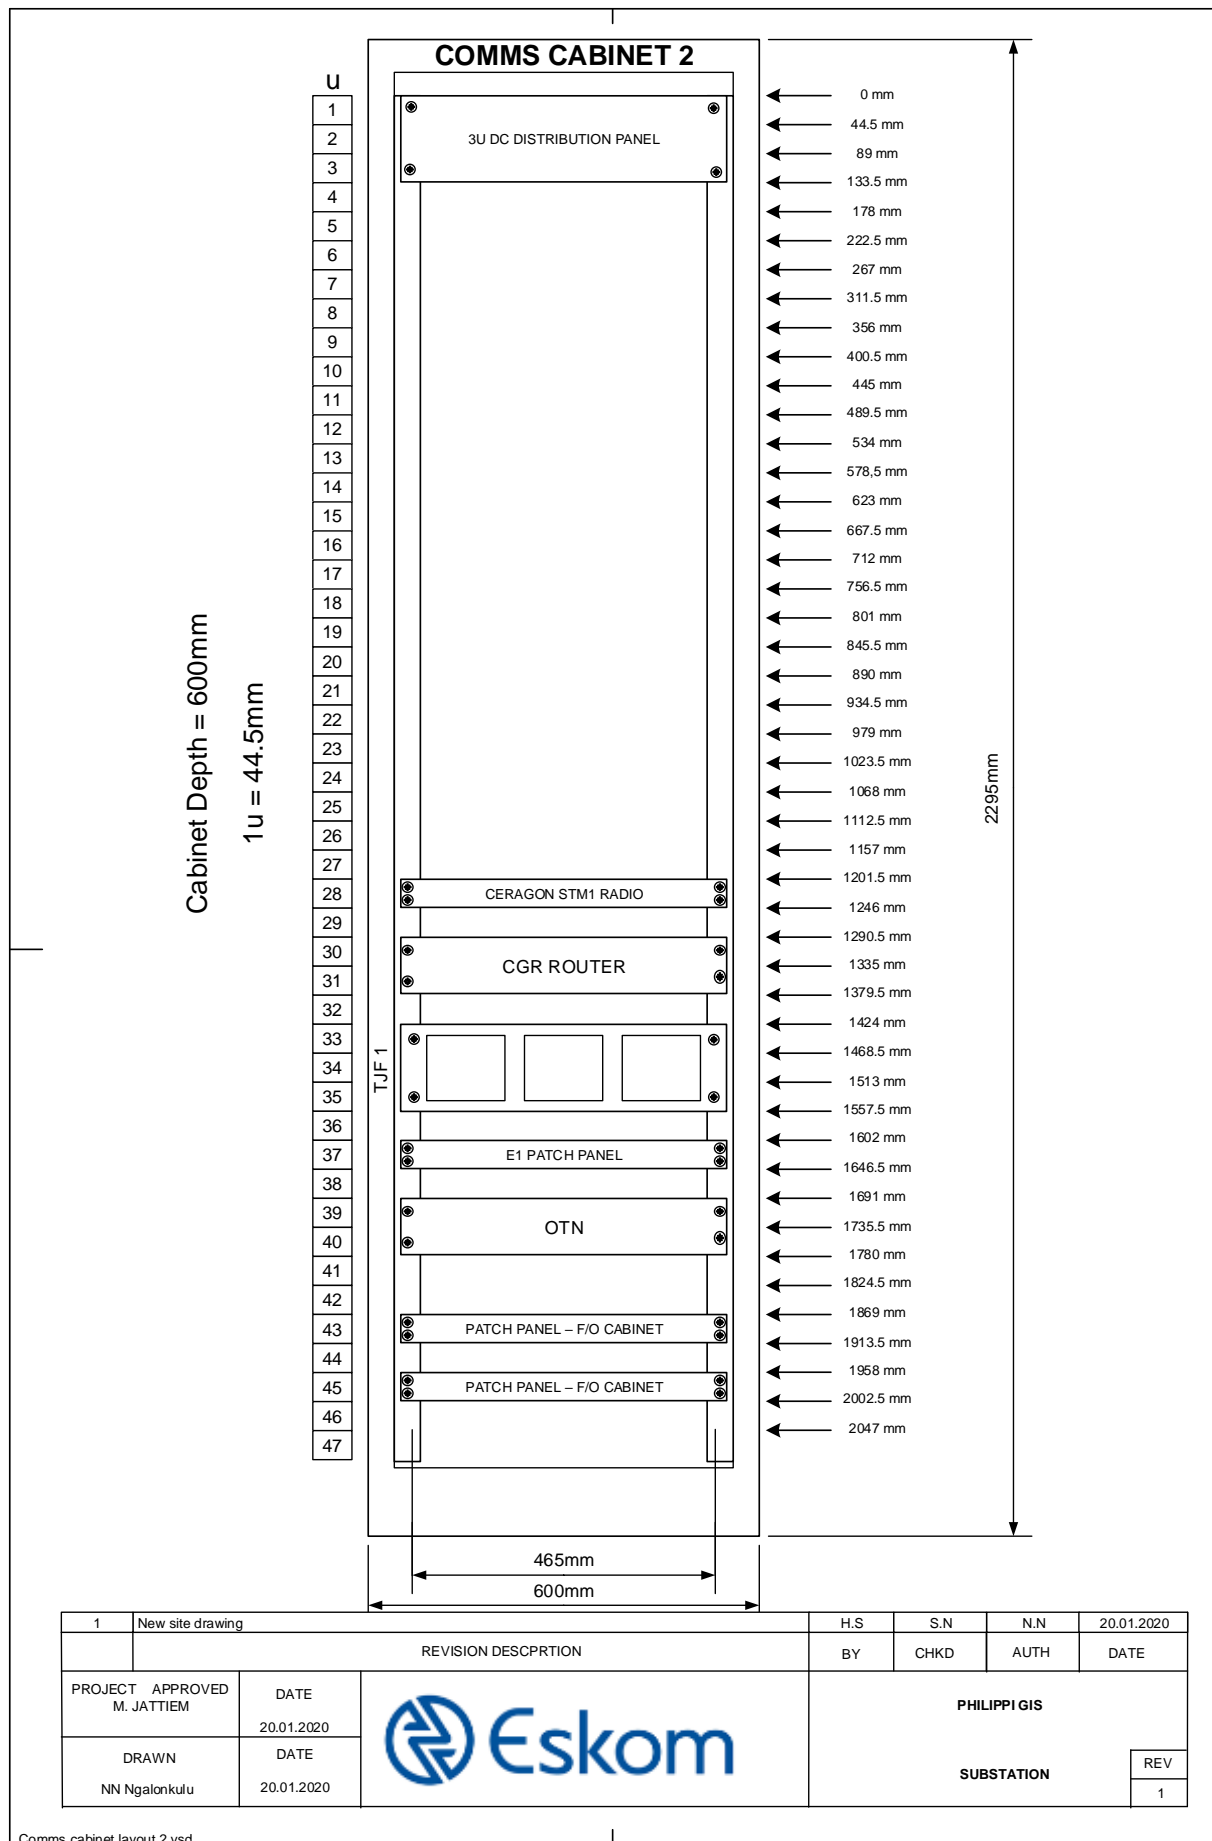 COMMS CABINET 2
u
0 mm
1
44.5 mm
2
3U DC DISTRIBUTION PANEL
89 mm
3
133.5 mm
4
178 mm
5
222.5 mm
6
267 mm
7
311.5 mm
8
356 mm
9
400.5 mm
10
445 mm
11
489.5 mm
12
534 mm
13
578,5 mm
14
623 mm
15
667.5 mm
16
712 mm
17
756.5 mm
18
801 mm
19
845.5 mm
20
890 mm
21
934.5 mm
22
979 mm
23
1023.5 mm
24
1068 mm
25
1112.5 mm
26
1157 mm
27
1201.5 mm
28
CERAGON STM1 RADIO
1246 mm
29
1290.5 mm
30
CGR ROUTER
1335 mm
31
1379.5 mm
32
1424 mm
33
1468.5 mm
34
1513 mm
35
1557.5 mm
36
1602 mm
37
E1 PATCH PANEL
1646.5 mm
38
1691 mm
39
OTN
1735.5 mm
40
1780 mm
41
1824.5 mm
42
1869 mm
43
PATCH PANEL – F/O CABINET
1913.5 mm
44
1958 mm
45
PATCH PANEL – F/O CABINET
2002.5 mm
46
2047 mm
47
Cabinet Depth = 600mm
1u = 44.5mm
TJF 1
2295mm
465mm
600mm
1 New site drawing H.S S.N N.N 20.01.2020
REVISION DESCPRTION BY CHKD AUTH DATE
PROJECT APPROVED
M. JATTIEM
DATE
20.01.2020
DRAWN
NN Ngalonkulu
DATE
20.01.2020
Eskom
PHILIPPI GIS
SUBSTATION
REV
1
Comms cabinet layout 2.vsd